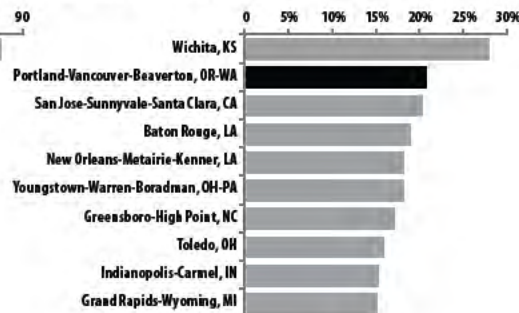 90
0 5% 10% 15% 20% 25% 30%
Wichita, KS
Portland-Vancouver-Beaverton, OR-WA
San Jose-Sunnyvale-Santa Clara, CA
Baton Rouge, LA
New Orleans-Metairie-Kenner, LA
Youngstown-Warren-Boradman, OH-PA
Greensboro-High Point, NC
Toledo, OH
Indianopolis-Carmel, IN
Grand Rapids-Wyoming, MI